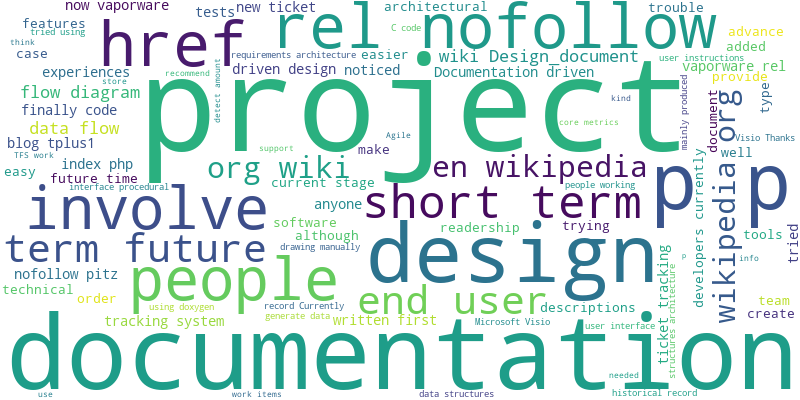 now vaporware
new ticket
architectural
C code
trouble
features
tests
rel nofollow
now
think
tried using
href
advance
case
requirements architecture
easier
wiki Design_document
user instructions
added
driven design
noticed
Documentation driven
vaporware rel
experiences
recommend
store
project
provide
flow diagram
detect amount
kind
mainly produced
finally code
type
data flow
core metrics
document
org
blog tplus1
Agile
Visio Thanks
make
support
TFS work
index php
org wiki
en wikipedia
well
easy
future time
current stage
p p
interface procedural
people working
involve
anyone
short term
wikipedia
developers currently
software
readership
trying
tools
although
term future
drawing manually
design
tried
nofollow pitz
people
ticket tracking
p
info
technical
record Currently
end user
descriptions
structures architecture
order
using doxygen
generate data
team
create
tracking system
written first
Microsoft Visio
user interface
documentation
needed
use
work items
data structures
historical record